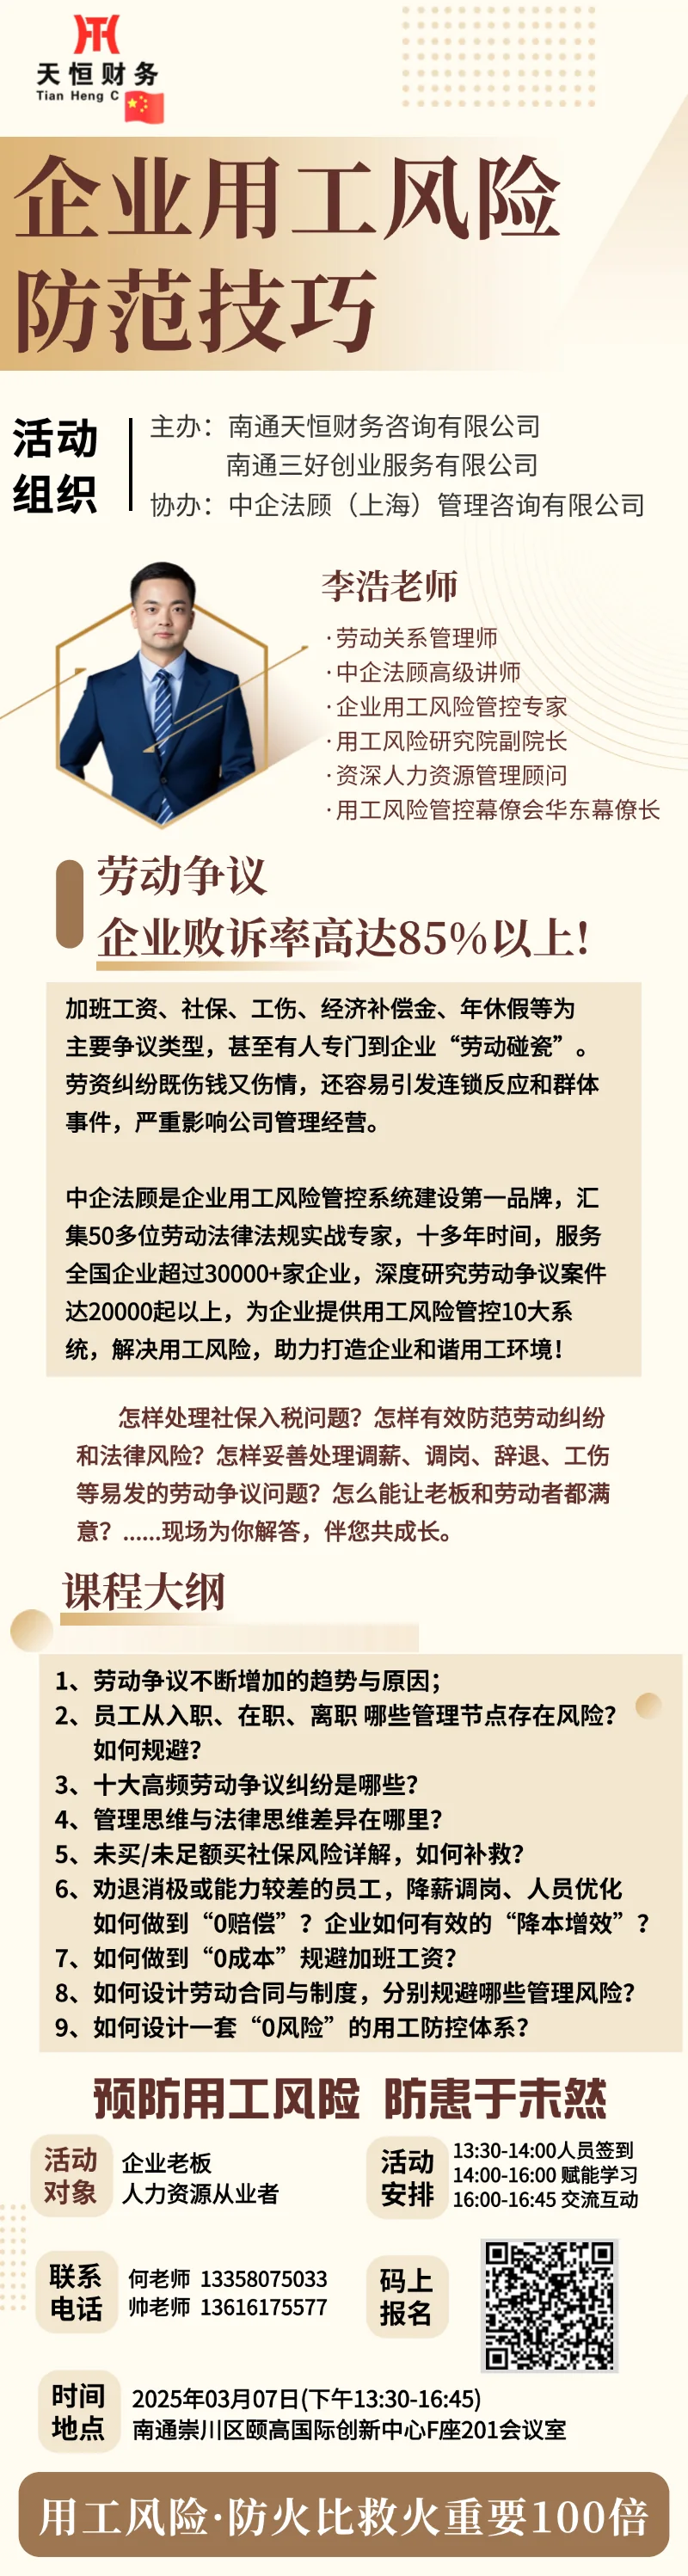 天恒财务
Tian Heng C
企业用工风险
防范技巧
活动
组织
主办：南通天恒财务咨询有限公司
南通三好创业服务有限公司
协办：中企法顾（上海）管理咨询有限公司
李浩老师
·劳动关系管理师
·中企法顾高级讲师
·企业用工风险管控专家
·用工风险研究院副院长
·资深人力资源管理顾问
·用工风险管控幕僚会华东幕僚长
劳动争议
企业败诉率高达85%以上!
加班工资、社保、工伤、经济补偿金、年休假等为
主要争议类型，甚至有人专门到企业“劳动碰瓷”。
劳资纠纷既伤钱又伤情，还容易引发连锁反应和群体
事件，严重影响公司管理经营。
中企法顾是企业用工风险管控系统建设第一品牌，汇
集50多位劳动法律法规实战专家，十多年时间，服务
全国企业超过30000+家企业，深度研究劳动争议案件
达20000起以上，为企业提供用工风险管控10大系
统，解决用工风险，助力打造企业和谐用工环境！
怎样处理社保入税问题？怎样有效防范劳动纠纷
和法律风险？怎样妥善处理调薪、调岗、辞退、工伤
等易发的劳动争议问题？怎么能让老板和劳动者都满
意？......现场为你解答，伴您共成长。
课程大纲
1、劳动争议不断增加的趋势与原因；
2、员工从入职、在职、离职 哪些管理节点存在风险？
如何规避？
3、十大高频劳动争议纠纷是哪些？
4、管理思维与法律思维差异在哪里？
5、未买/未足额买社保风险详解，如何补救？
6、劝退消极或能力较差的员工，降薪调岗、人员优化
如何做到“0赔偿”？企业如何有效的“降本增效”？
7、如何做到“0成本”规避加班工资？
8、如何设计劳动合同与制度，分别规避哪些管理风险？
9、如何设计一套“0风险”的用工防控体系？
预防用工风险 防患于未然
活动
对象
企业老板
人力资源从业者
活动
安排
13:30-14:00人员签到
14:00-16:00 赋能学习
16:00-16:45 交流互动
联系
电话
何老师 13358075033
帅老师 13616175577
码上
报名
时间
地点
2025年03月07日(下午13:30-16:45)
南通崇川区颐高国际创新中心F座201会议室
用工风险·防火比救火重要100倍